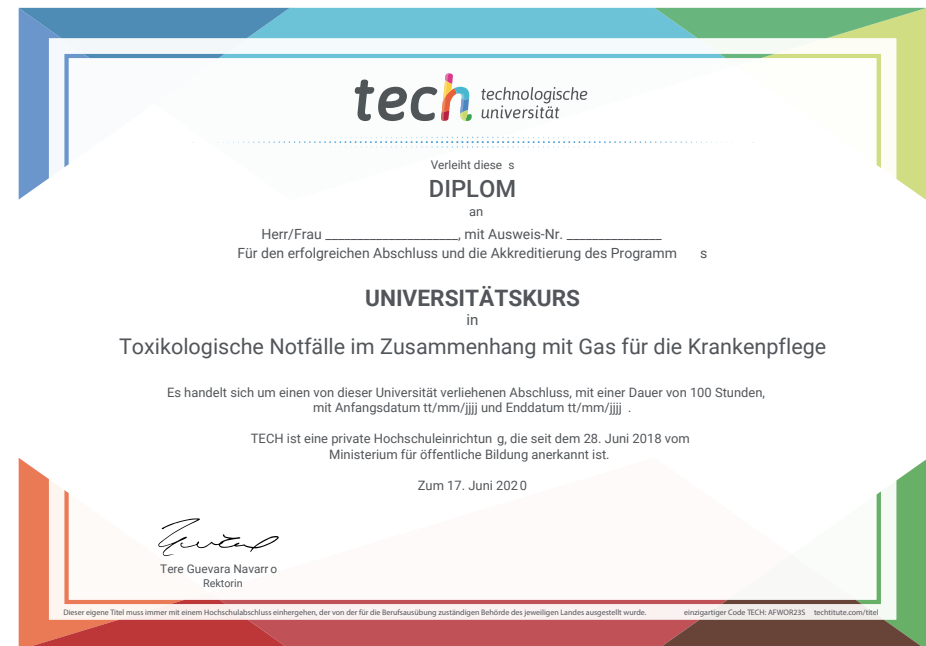 tech technologische
universität
Verleiht diese s
DIPLOM
an
Herr/Frau ____________________, mit Ausweis-Nr. ______________
Für den erfolgreichen Abschluss und die Akkreditierung des Programm s
UNIVERSITÄTSKURS
in
Toxikologische Notfälle im Zusammenhang mit Gas für die Krankenpflege
Es handelt sich um einen von dieser Universität verliehenen Abschluss, mit einer Dauer von 100 Stunden,
mit Anfangsdatum tt/mm/jjjj und Enddatum tt/mm/jjjj .
TECH ist eine private Hochschuleinrichtun g, die seit dem 28. Juni 2018 vom
Ministerium für öffentliche Bildung anerkannt ist.
Zum 17. Juni 2020
Tere Guevara Navarro
Rektorin
Dieser eigene Titel muss immer mit einem Hochschulabschluss einhergehen, der von der für die Berufsausübung zuständigen Behörde des jeweiligen Landes ausgestellt wurde. einzigartiger Code TECH: AFWOR23S techtitute.com/titel